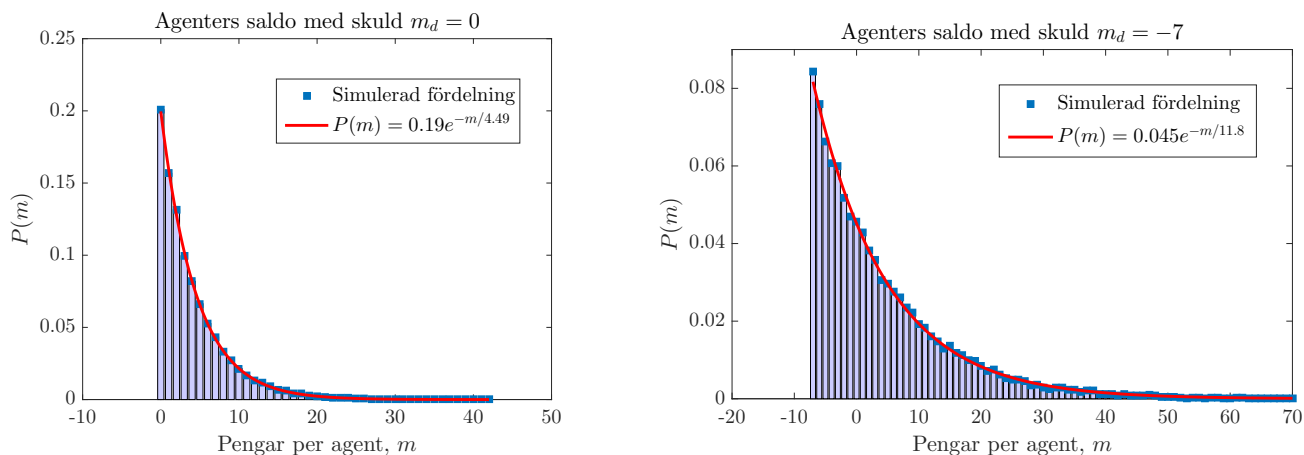 Agenters saldo med skuld $m_d = 0$
0.25
0.2
0.15
0.1
0.05
0
-10
0
10
20
30
40
50
P(m)
Pengar per agent, m
Simulerad fördelning
$P(m) = 0.19e^{-m/4.49}$
Agenters saldo med skuld $m_d = -7$
0.08
0.06
0.04
0.02
0
-20
-10
0
10
20
30
40
50
60
70
P(m)
Pengar per agent, m
Simulerad fördelning
$P(m) = 0.045e^{-m/11.8}$